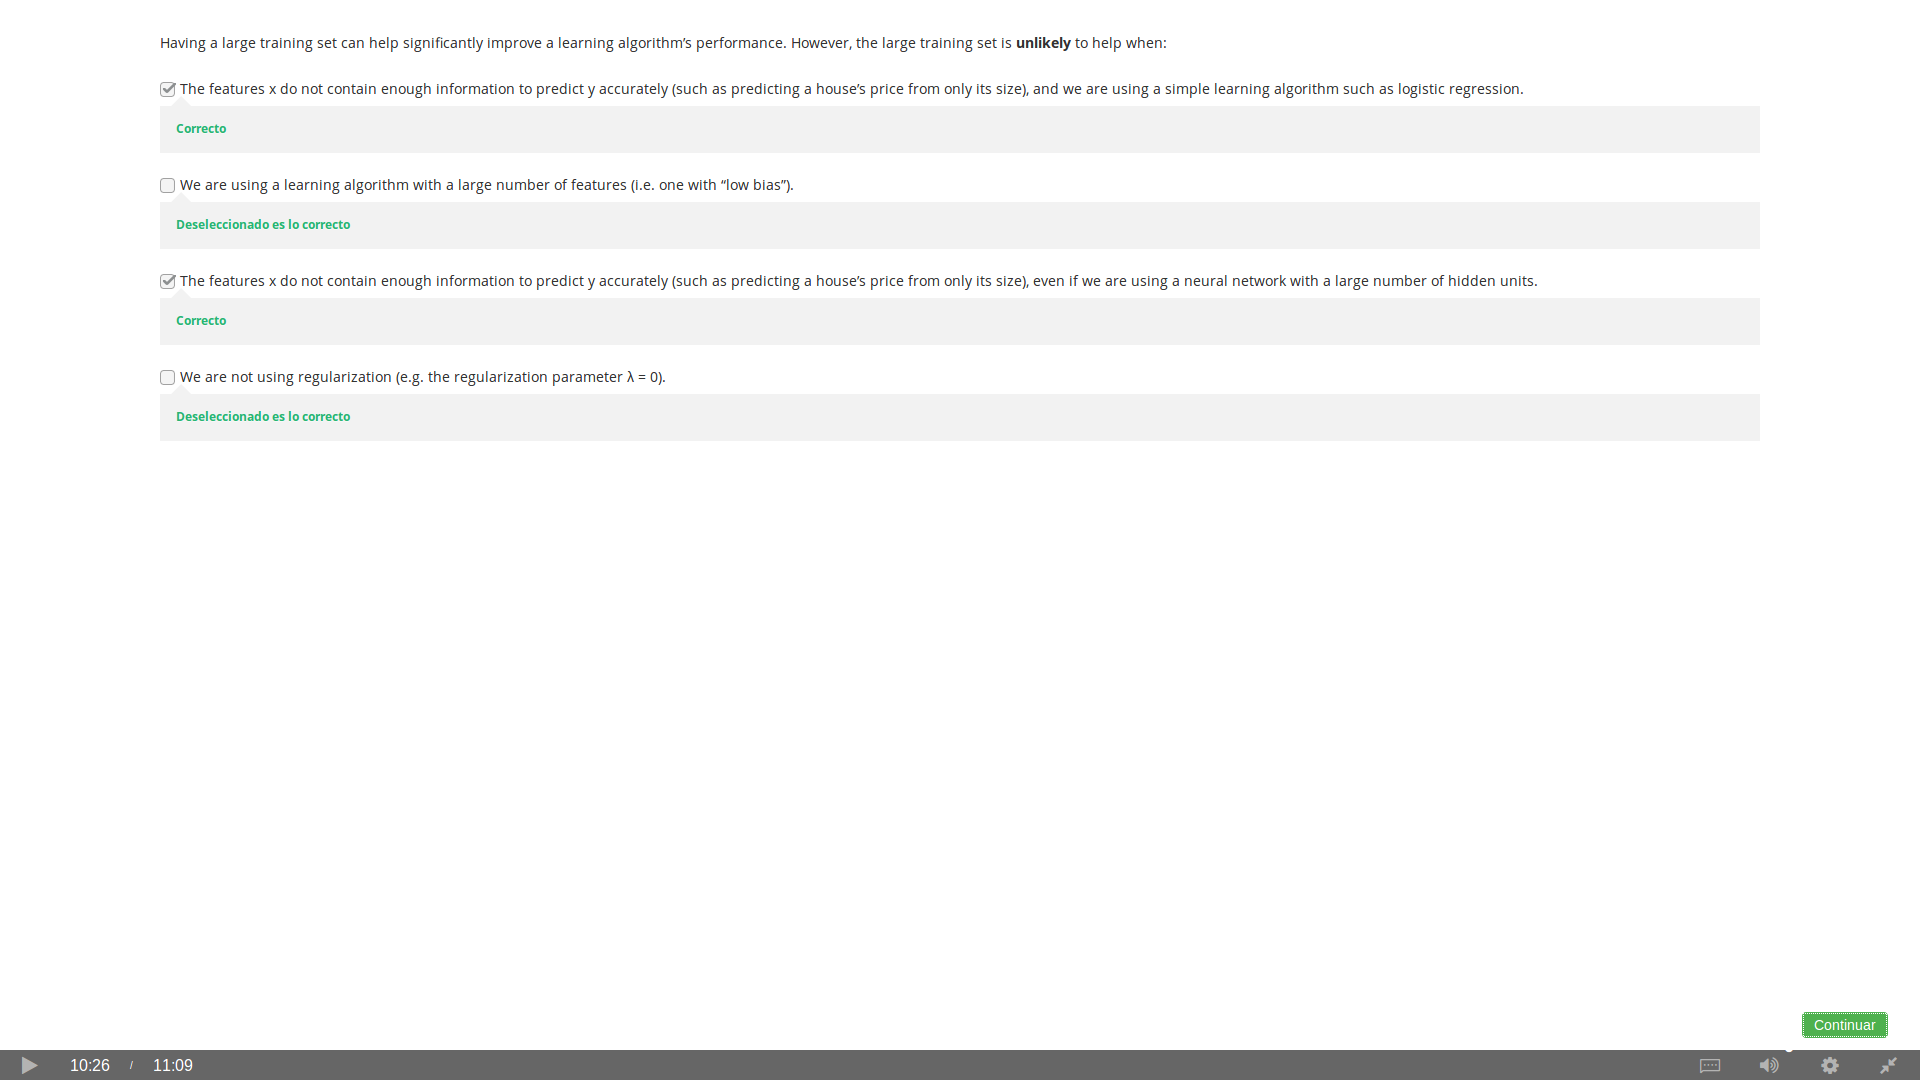 Having a large training set can help significantly improve a learning algorithm’s performance. However, the large training set is unlikely to help when:
The features x do not contain enough information to predict y accurately (such as predicting a house’s price from only its size), and we are using a simple learning algorithm such as logistic regression.
Correcto
We are using a learning algorithm with a large number of features (i.e. one with “low bias”).
Deseleccionado es lo correcto
The features x do not contain enough information to predict y accurately (such as predicting a house’s price from only its size), even if we are using a neural network with a large number of hidden units.
Correcto
We are not using regularization (e.g. the regularization parameter λ = 0).
Deseleccionado es lo correcto
Continuar
10:26 / 11:09